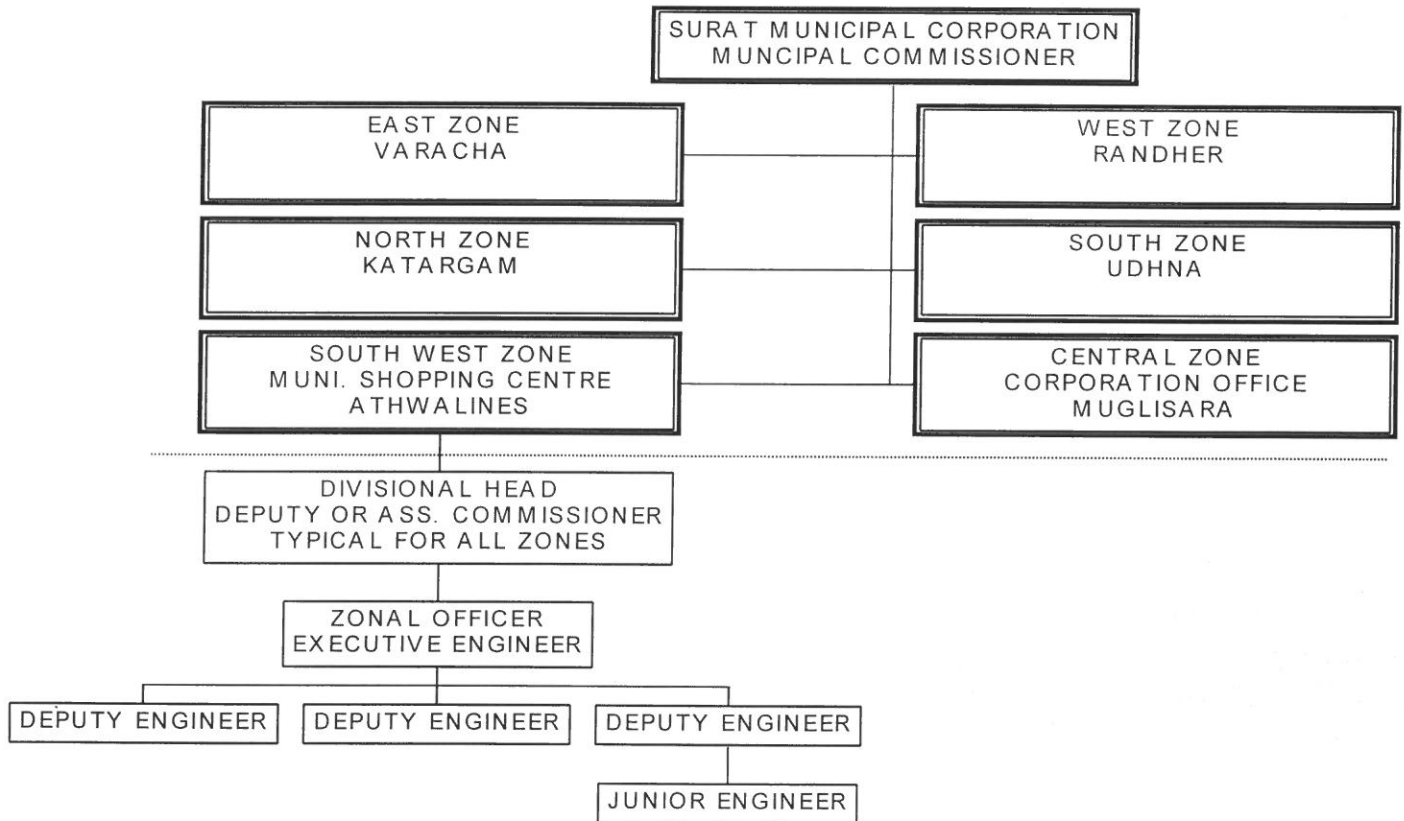 SURAT MUNICIPAL CORPORATION
MUNCIPAL COMMISSIONER
EAST ZONE
VARACHA
WEST ZONE
RANDHER
NORTH ZONE
KATARGAM
SOUTH ZONE
UDHNA
SOUTH WEST ZONE
MUNI. SHOPPING CENTRE
ATHWALINES
CENTRAL ZONE
CORPORATION OFFICE
MUGLISARA
DIVISIONAL HEAD
DEPUTY OR ASS. COMMISSIONER
TYPICAL FOR ALL ZONES
ZONAL OFFICER
EXECUTIVE ENGINEER
DEPUTY ENGINEER
DEPUTY ENGINEER
DEPUTY ENGINEER
JUNIOR ENGINEER